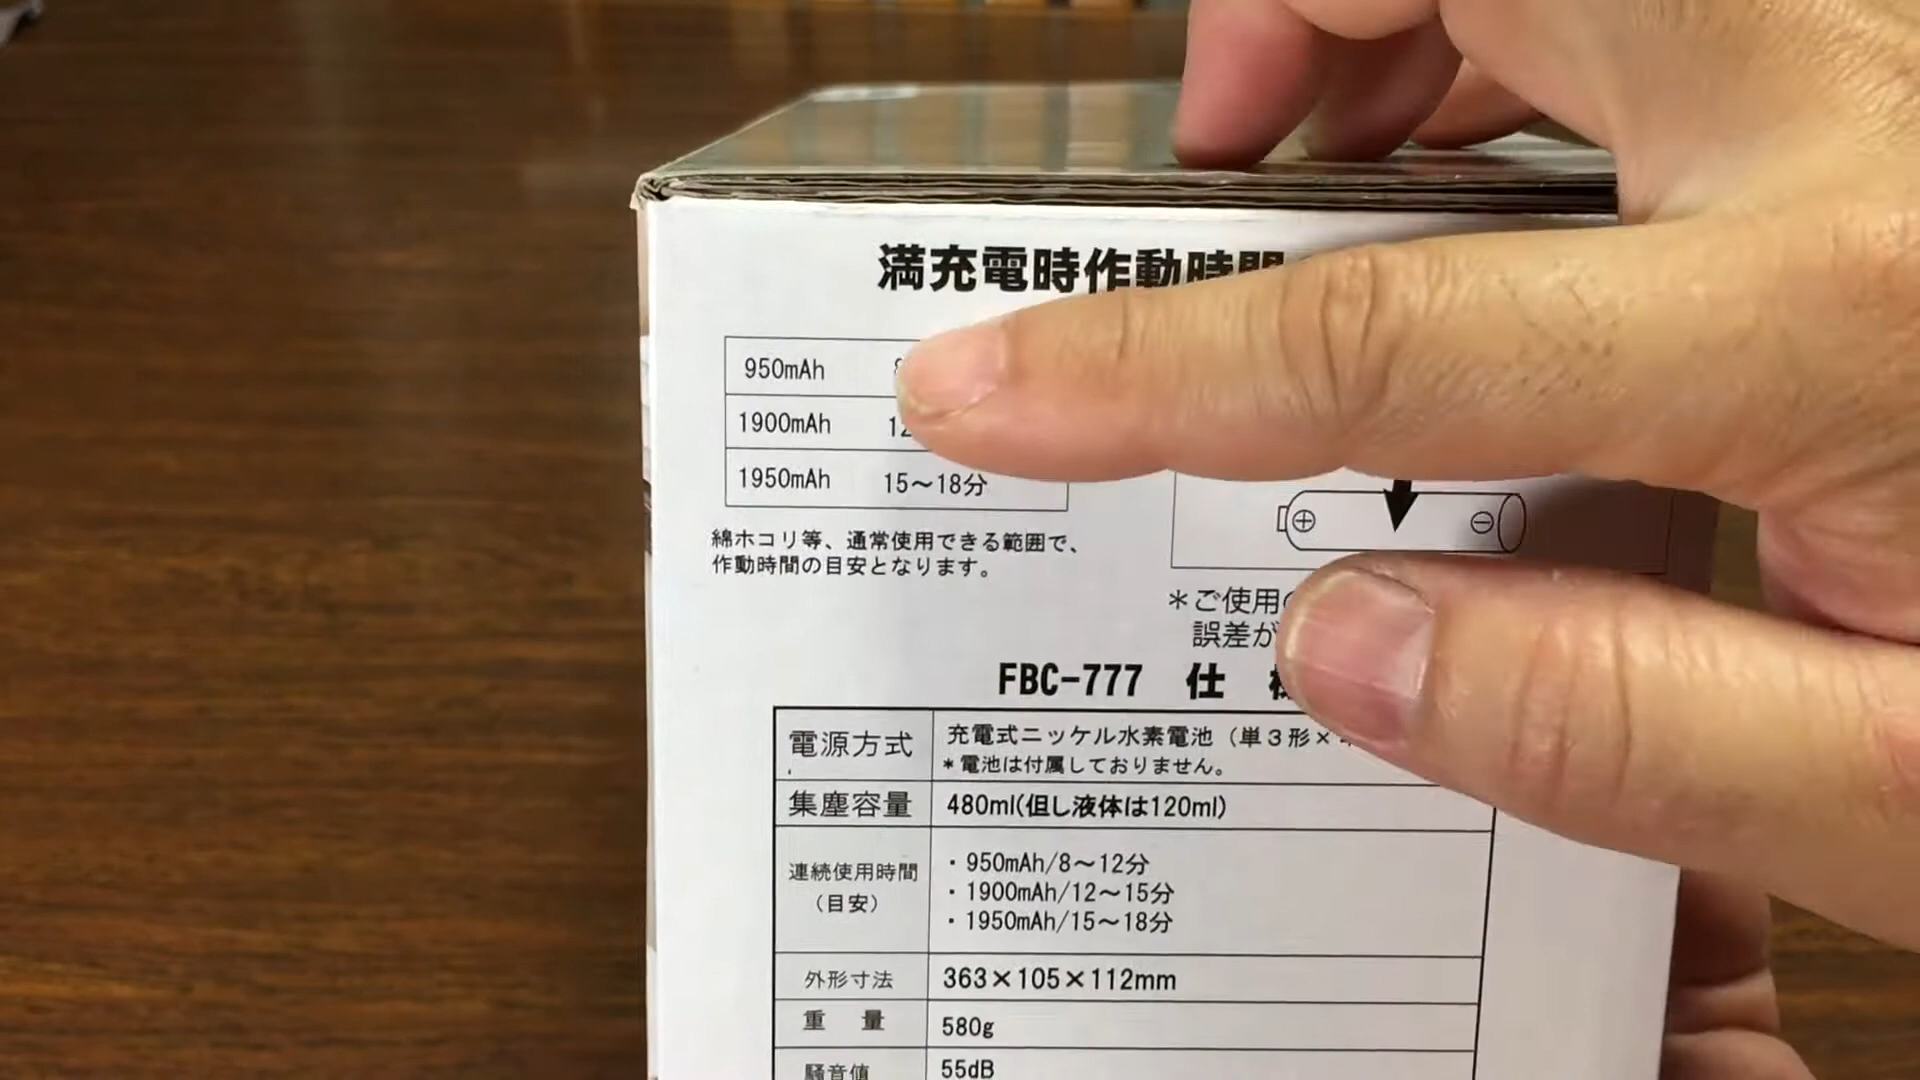 満充電時作動時間
950mAh
1900mAh 12
1950mAh 15～18分
綿ホコリ等、通常使用できる範囲で、
作動時間の目安となります。
⊕ ⊖
＊ご使用
誤差が
FBC-777 仕
電源方式 充電式ニッケル水素電池（単３形×
＊電池は付属しておりません。
集塵容量 480ml(但し液体は120ml)
連続使用時間
（目安）
・950mAh/8～12分
・1900mAh/12～15分
・1950mAh/15～18分
外形寸法 363×105×112mm
重 量 580g
騒音値 55dB